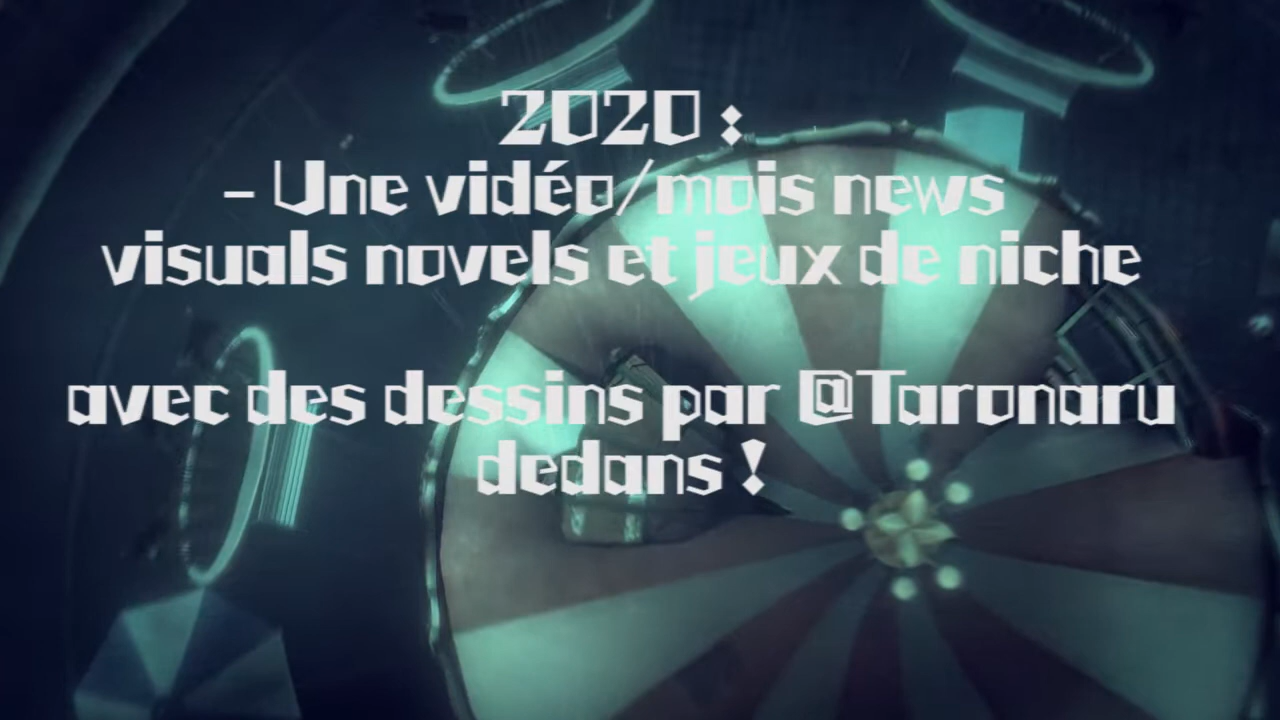 2020 :
- Une vidéo/mois news
visuals novels et jeux de niche
avec des dessins par @Taronaru
dedans !